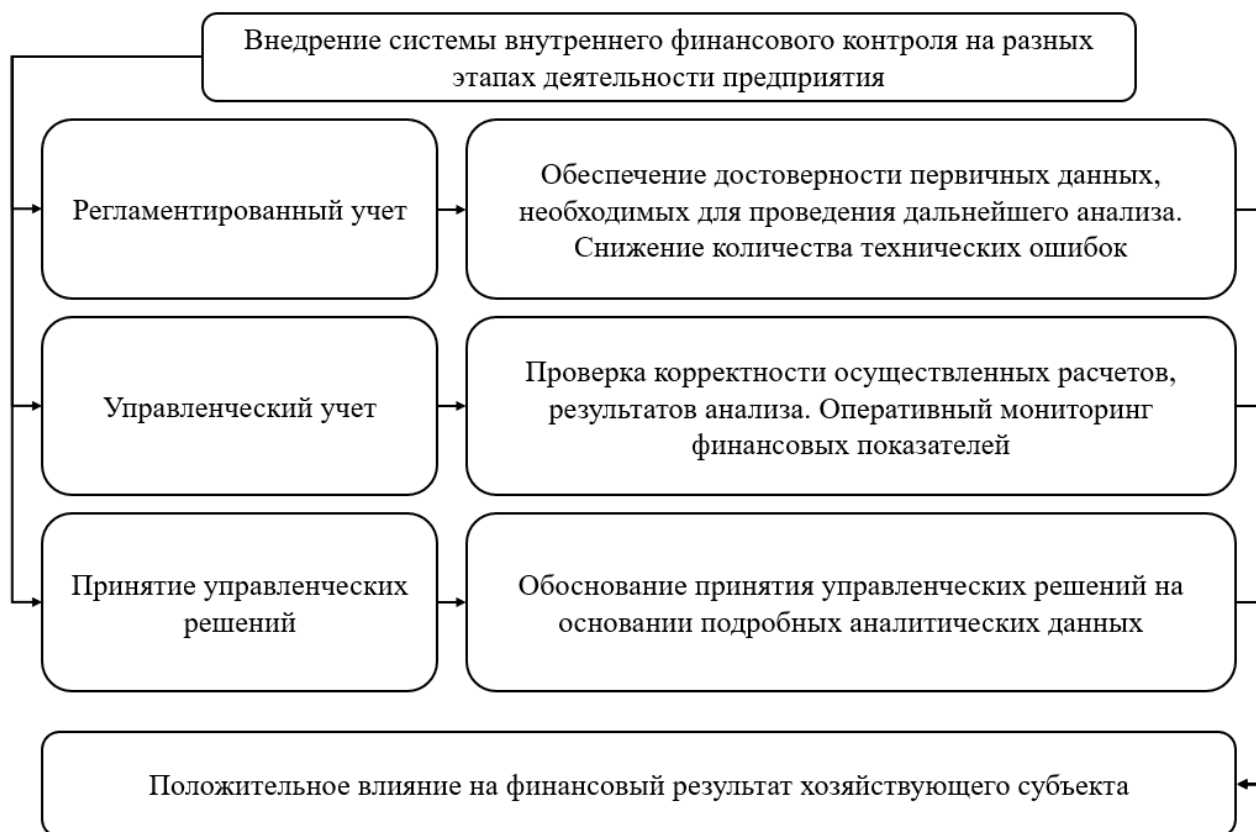 Внедрение системы внутреннего финансового контроля на разных
этапах деятельности предприятия
Регламентированный учет
Обеспечение достоверности первичных данных,
необходимых для проведения дальнейшего анализа.
Снижение количества технических ошибок
Управленческий учет
Проверка корректности осуществленных расчетов,
результатов анализа. Оперативный мониторинг
финансовых показателей
Принятие управленческих
решений
Обоснование принятия управленческих решений на
основании подробных аналитических данных
Положительное влияние на финансовый результат хозяйствующего субъекта